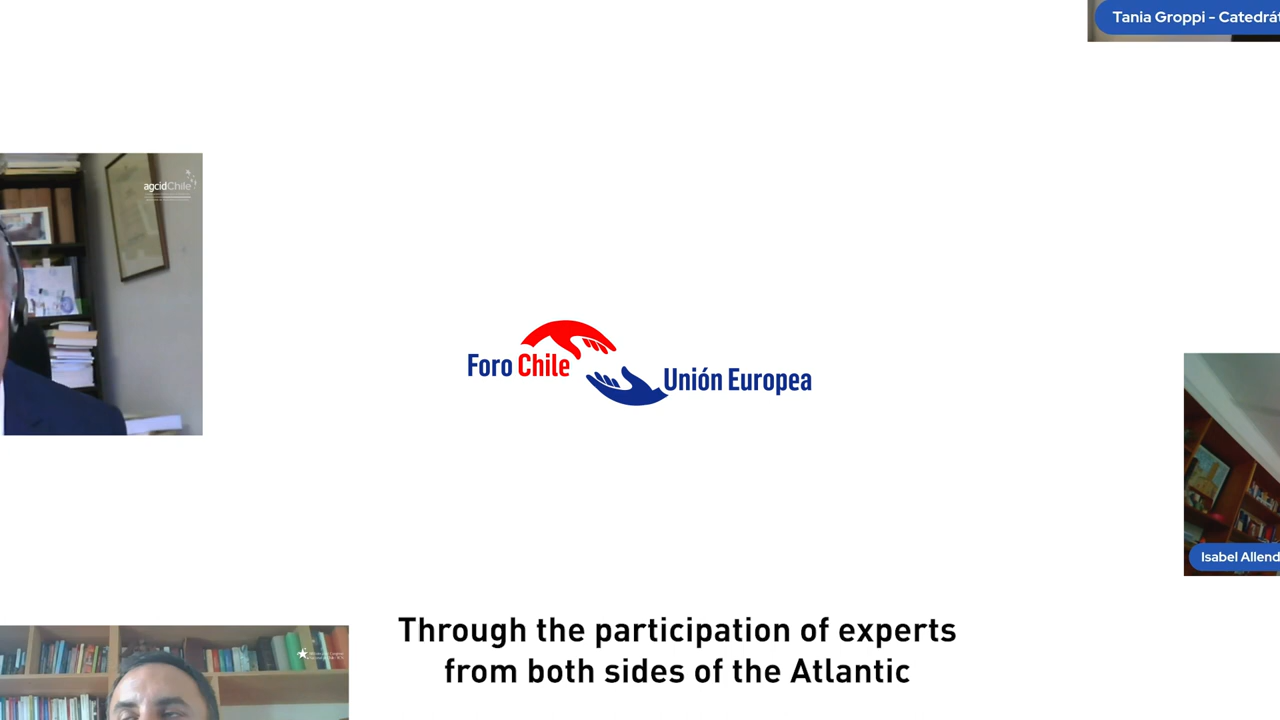 Tania Groppi - Catedrát
agcidChile
Foro Chile
Unión Europea
Isabel Allend
Through the participation of experts
from both sides of the Atlantic